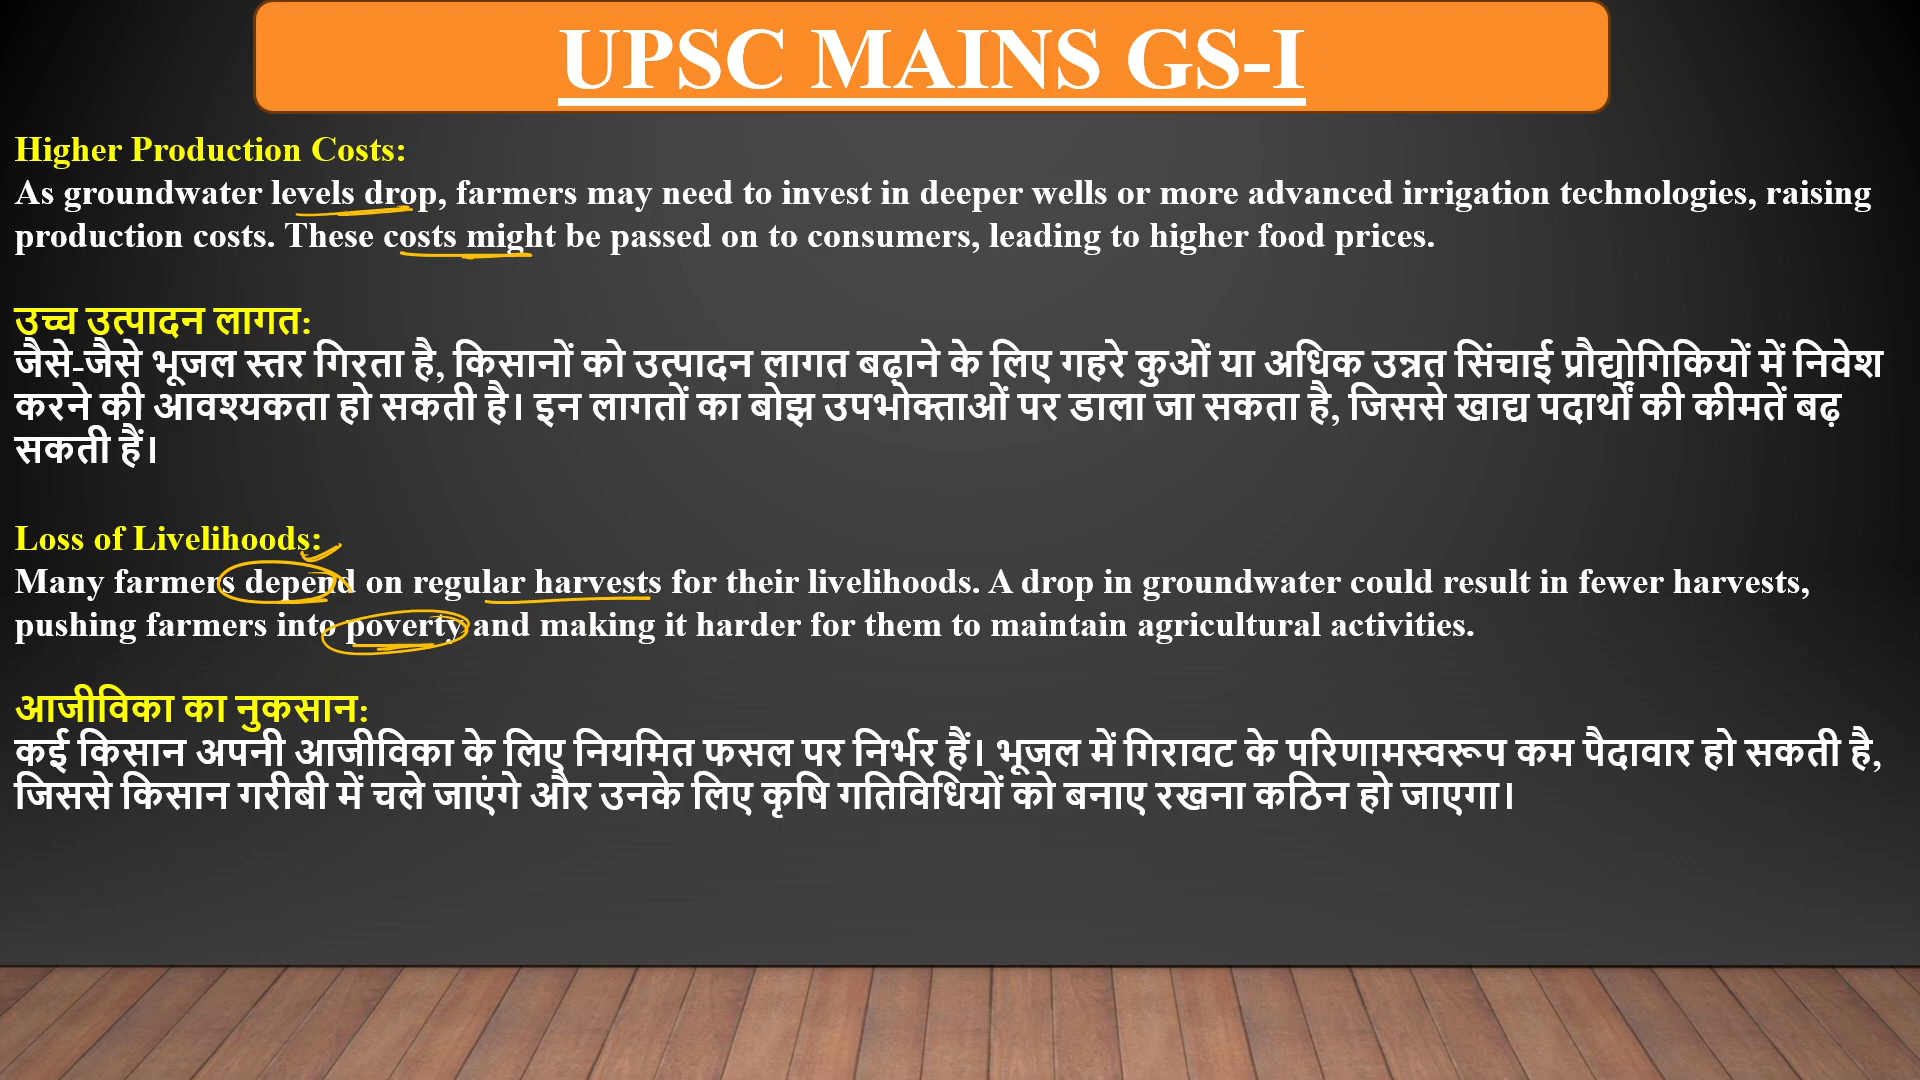 UPSC MAINS GS-I
Higher Production Costs:
As groundwater levels drop, farmers may need to invest in deeper wells or more advanced irrigation technologies, raising
production costs. These costs might be passed on to consumers, leading to higher food prices.
उच्च उत्पादन लागत:
जैसे-जैसे भूजल स्तर गिरता है, किसानों को उत्पादन लागत बढ़ाने के लिए गहरे कुओं या अधिक उन्नत सिंचाई प्रौद्योगिकियों में निवेश
करने की आवश्यकता हो सकती है। इन लागतों का बोझ उपभोक्ताओं पर डाला जा सकता है, जिससे खाद्य पदार्थों की कीमतें बढ़
सकती हैं।
Loss of Livelihoods:
Many farmers depend on regular harvests for their livelihoods. A drop in groundwater could result in fewer harvests,
pushing farmers into poverty and making it harder for them to maintain agricultural activities.
आजीविका का नुकसान:
कई किसान अपनी आजीविका के लिए नियमित फसल पर निर्भर हैं। भूजल में गिरावट के परिणामस्वरूप कम पैदावार हो सकती है,
जिससे किसान गरीबी में चले जाएंगे और उनके लिए कृषि गतिविधियों को बनाए रखना कठिन हो जाएगा।